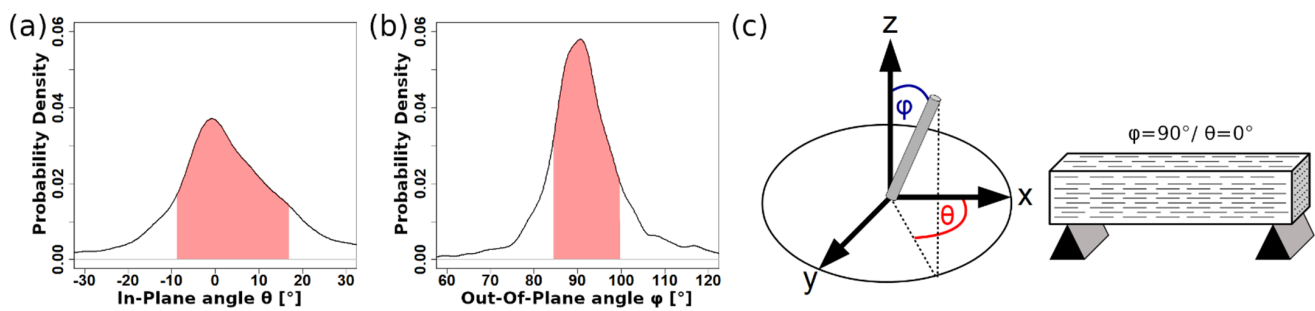 (a)
Probability Density
0.00 0.02 0.04 0.06
-30 -20 -10 0 10 20 30
In-Plane angle θ [°]
(b)
Probability Density
0.00 0.02 0.04 0.06
60 70 80 90 100 110 120
Out-Of-Plane angle φ [°]
(c)
z
φ
x
θ
y
φ=90°/ θ=0°